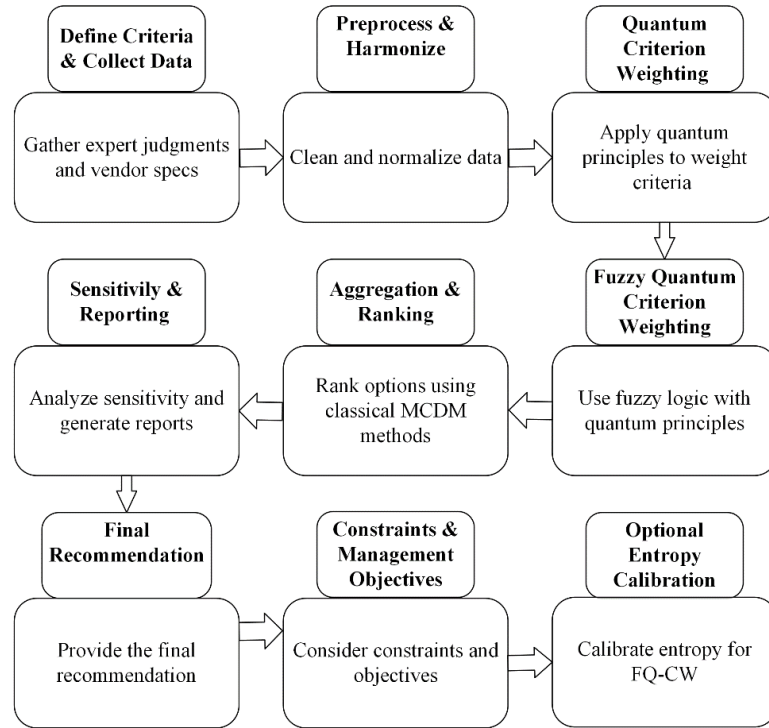 Define Criteria
& Collect Data
Gather expert judgments
and vendor specs
Preprocess &
Harmonize
Clean and normalize data
Quantum
Criterion
Weighting
Apply quantum
principles to weight
criteria
Fuzzy Quantum
Criterion
Weighting
Use fuzzy logic with
quantum principles
Aggregation &
Ranking
Rank options using
classical MCDM
methods
Sensitivily &
Reporting
Analyze sensitivity and
generate reports
Final
Recommendation
Provide the final
recommendation
Constraints &
Management
Objectives
Consider constraints and
objectives
Optional
Entropy
Calibration
Calibrate entropy for
FQ-CW